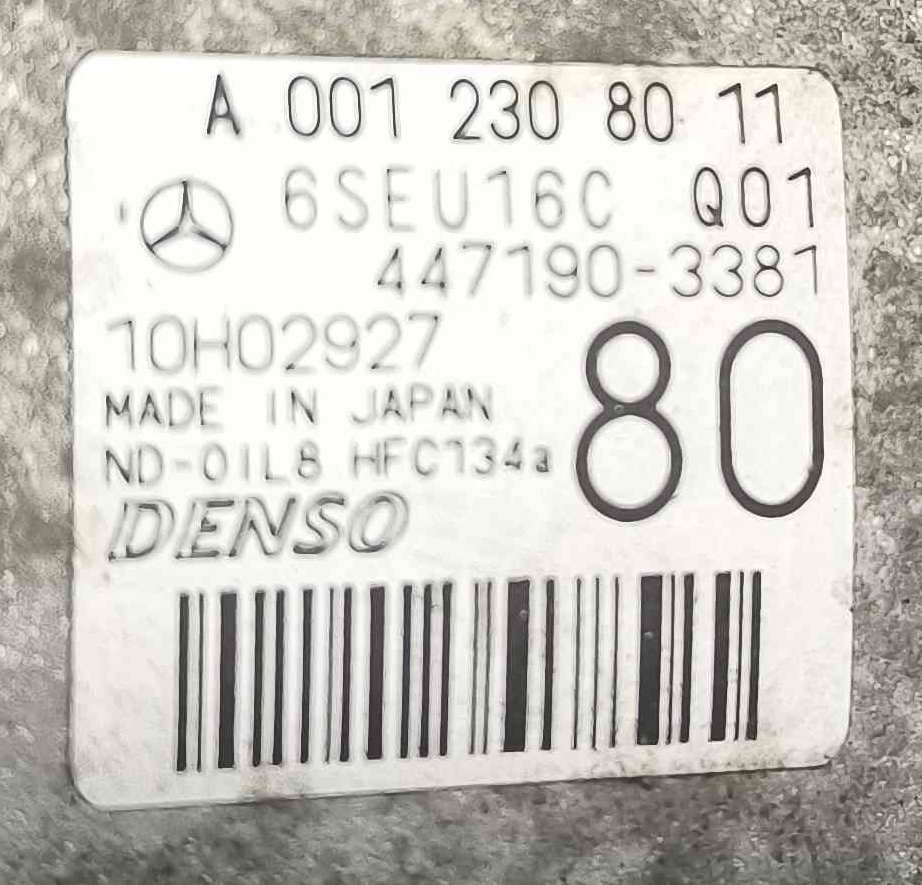 A 001 230 80 11
6SEU16C Q01
447190-3381
10H02927
80
MADE IN JAPAN
ND-OIL8 HFC134a
DENSO